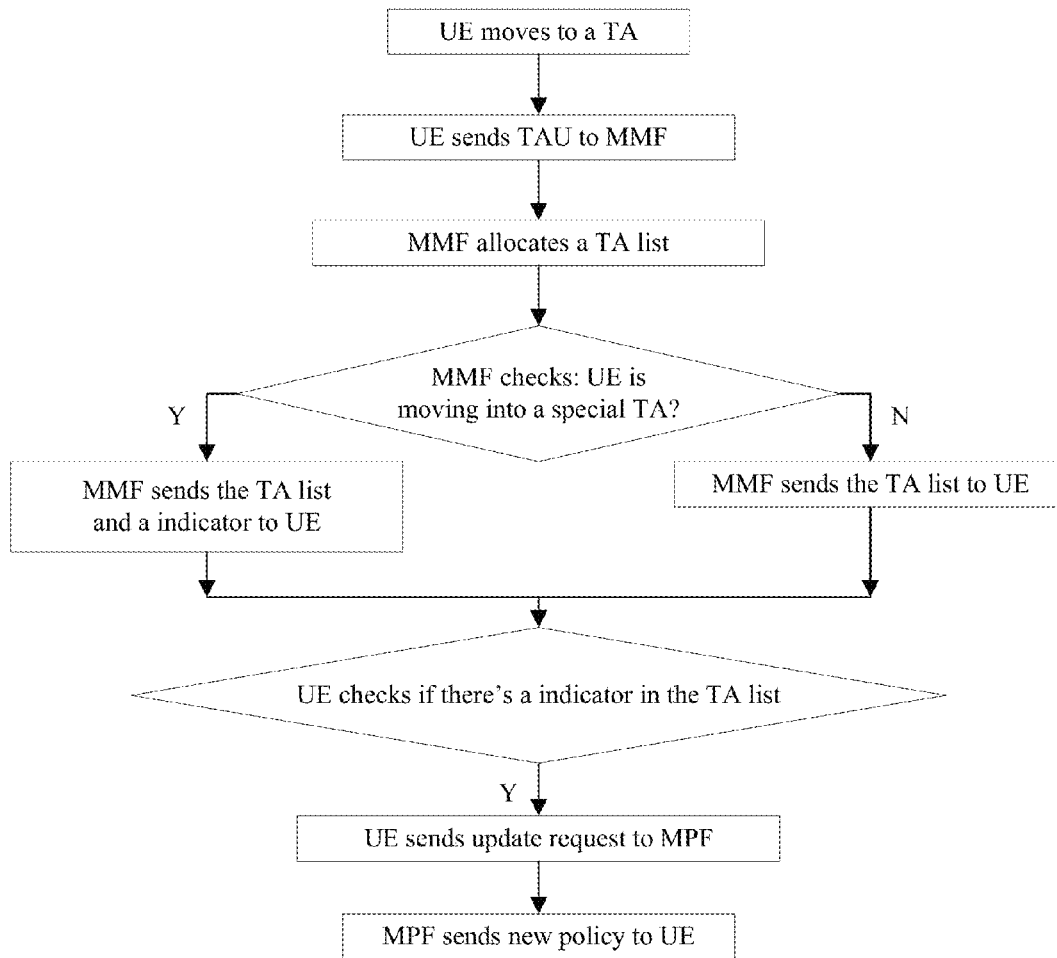 UE moves to a TA
UE sends TAU to MMF
MMF allocates a TA list
MMF checks: UE is
moving into a special TA?
Y
N
MMF sends the TA list
and a indicator to UE
MMF sends the TA list to UE
UE checks if there's a indicator in the TA list
Y
UE sends update request to MPF
MPF sends new policy to UE